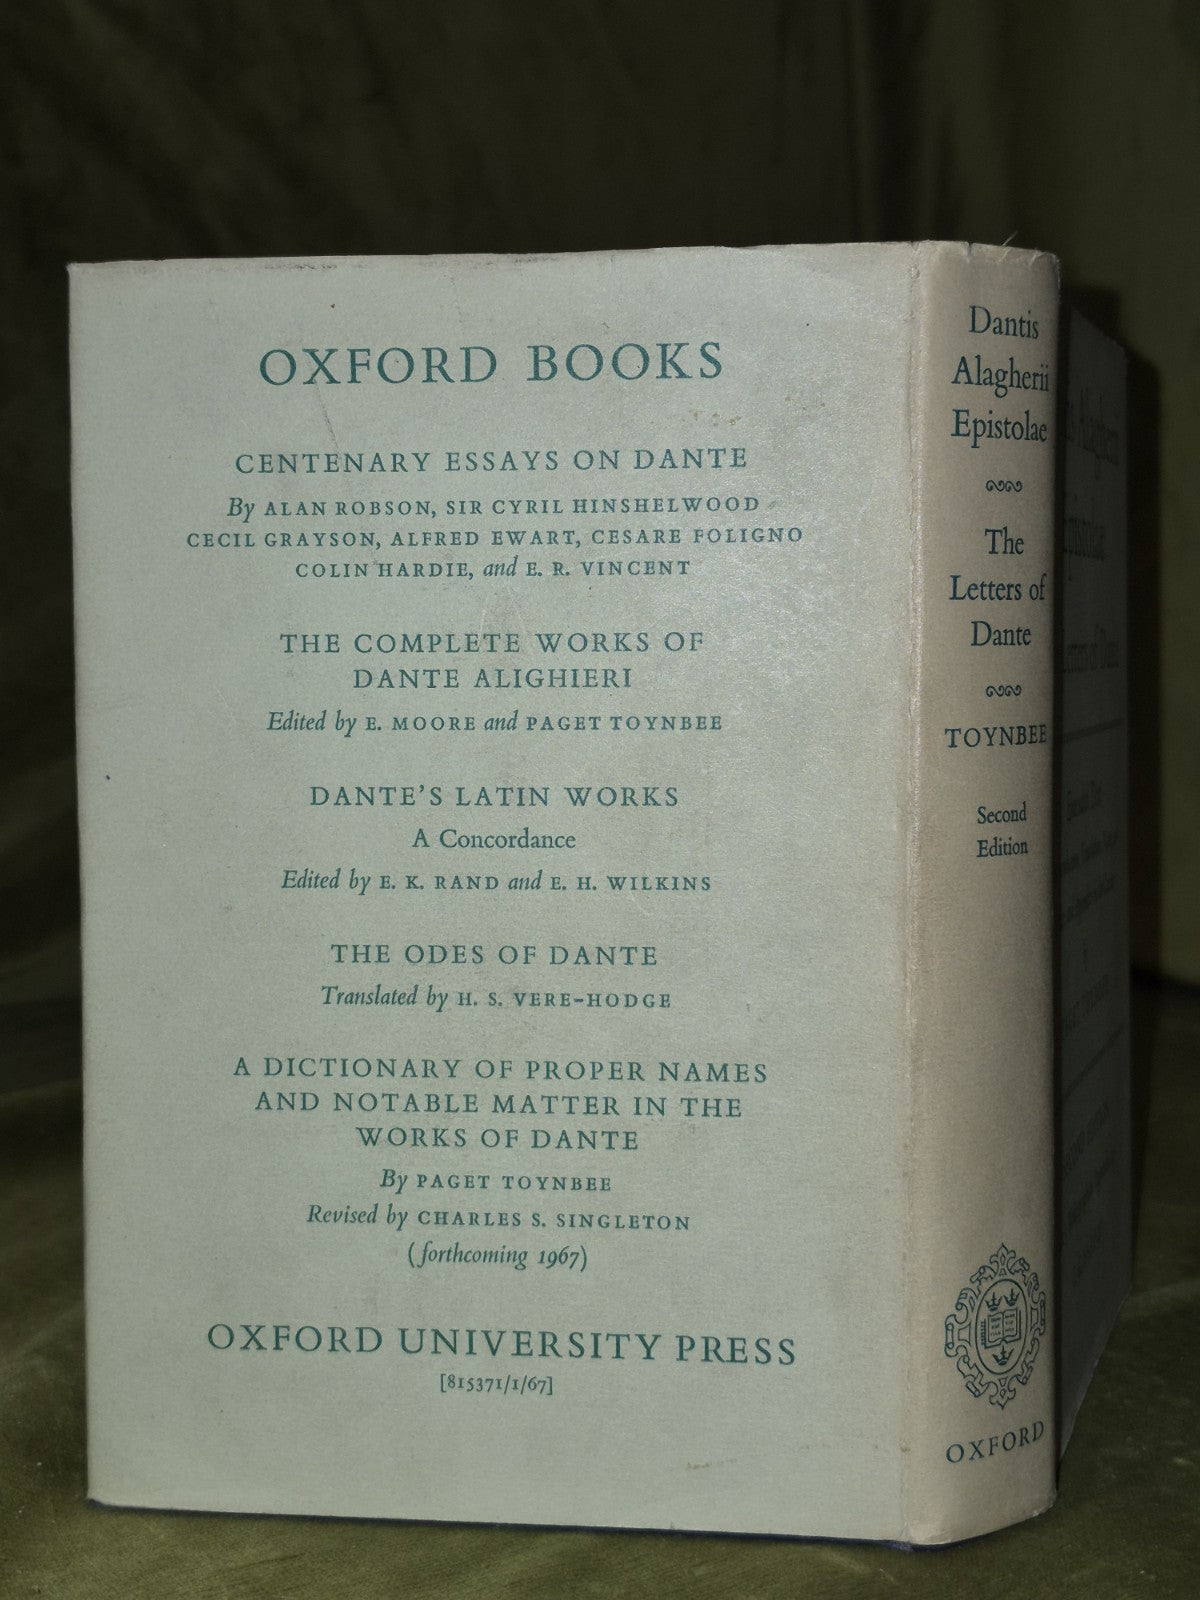 OXFORD BOOKS
CENTENARY ESSAYS ON DANTE
By ALAN ROBSON, SIR CYRIL HINSHELWOOD
CECIL GRAYSON, ALFRED EWART, CESARE FOLIGNO
COLIN HARDIE, and E. R. VINCENT
THE COMPLETE WORKS OF
DANTE ALIGHIERI
Edited by E. MOORE and PAGET TOYNBEE
DANTE'S LATIN WORKS
A Concordance
Edited by E. K. RAND and E. H. WILKINS
THE ODES OF DANTE
Translated by H. S. VERE-HODGE
A DICTIONARY OF PROPER NAMES
AND NOTABLE MATTER IN THE
WORKS OF DANTE
By PAGET TOYNBEE
Revised by CHARLES S. SINGLETON
(forthcoming 1967)
OXFORD UNIVERSITY PRESS
[815371/1/67]
Dantis
Alagherii
Epistolae
The
Letters of
Dante
TOYNBEE
Second
Edition
OXFORD